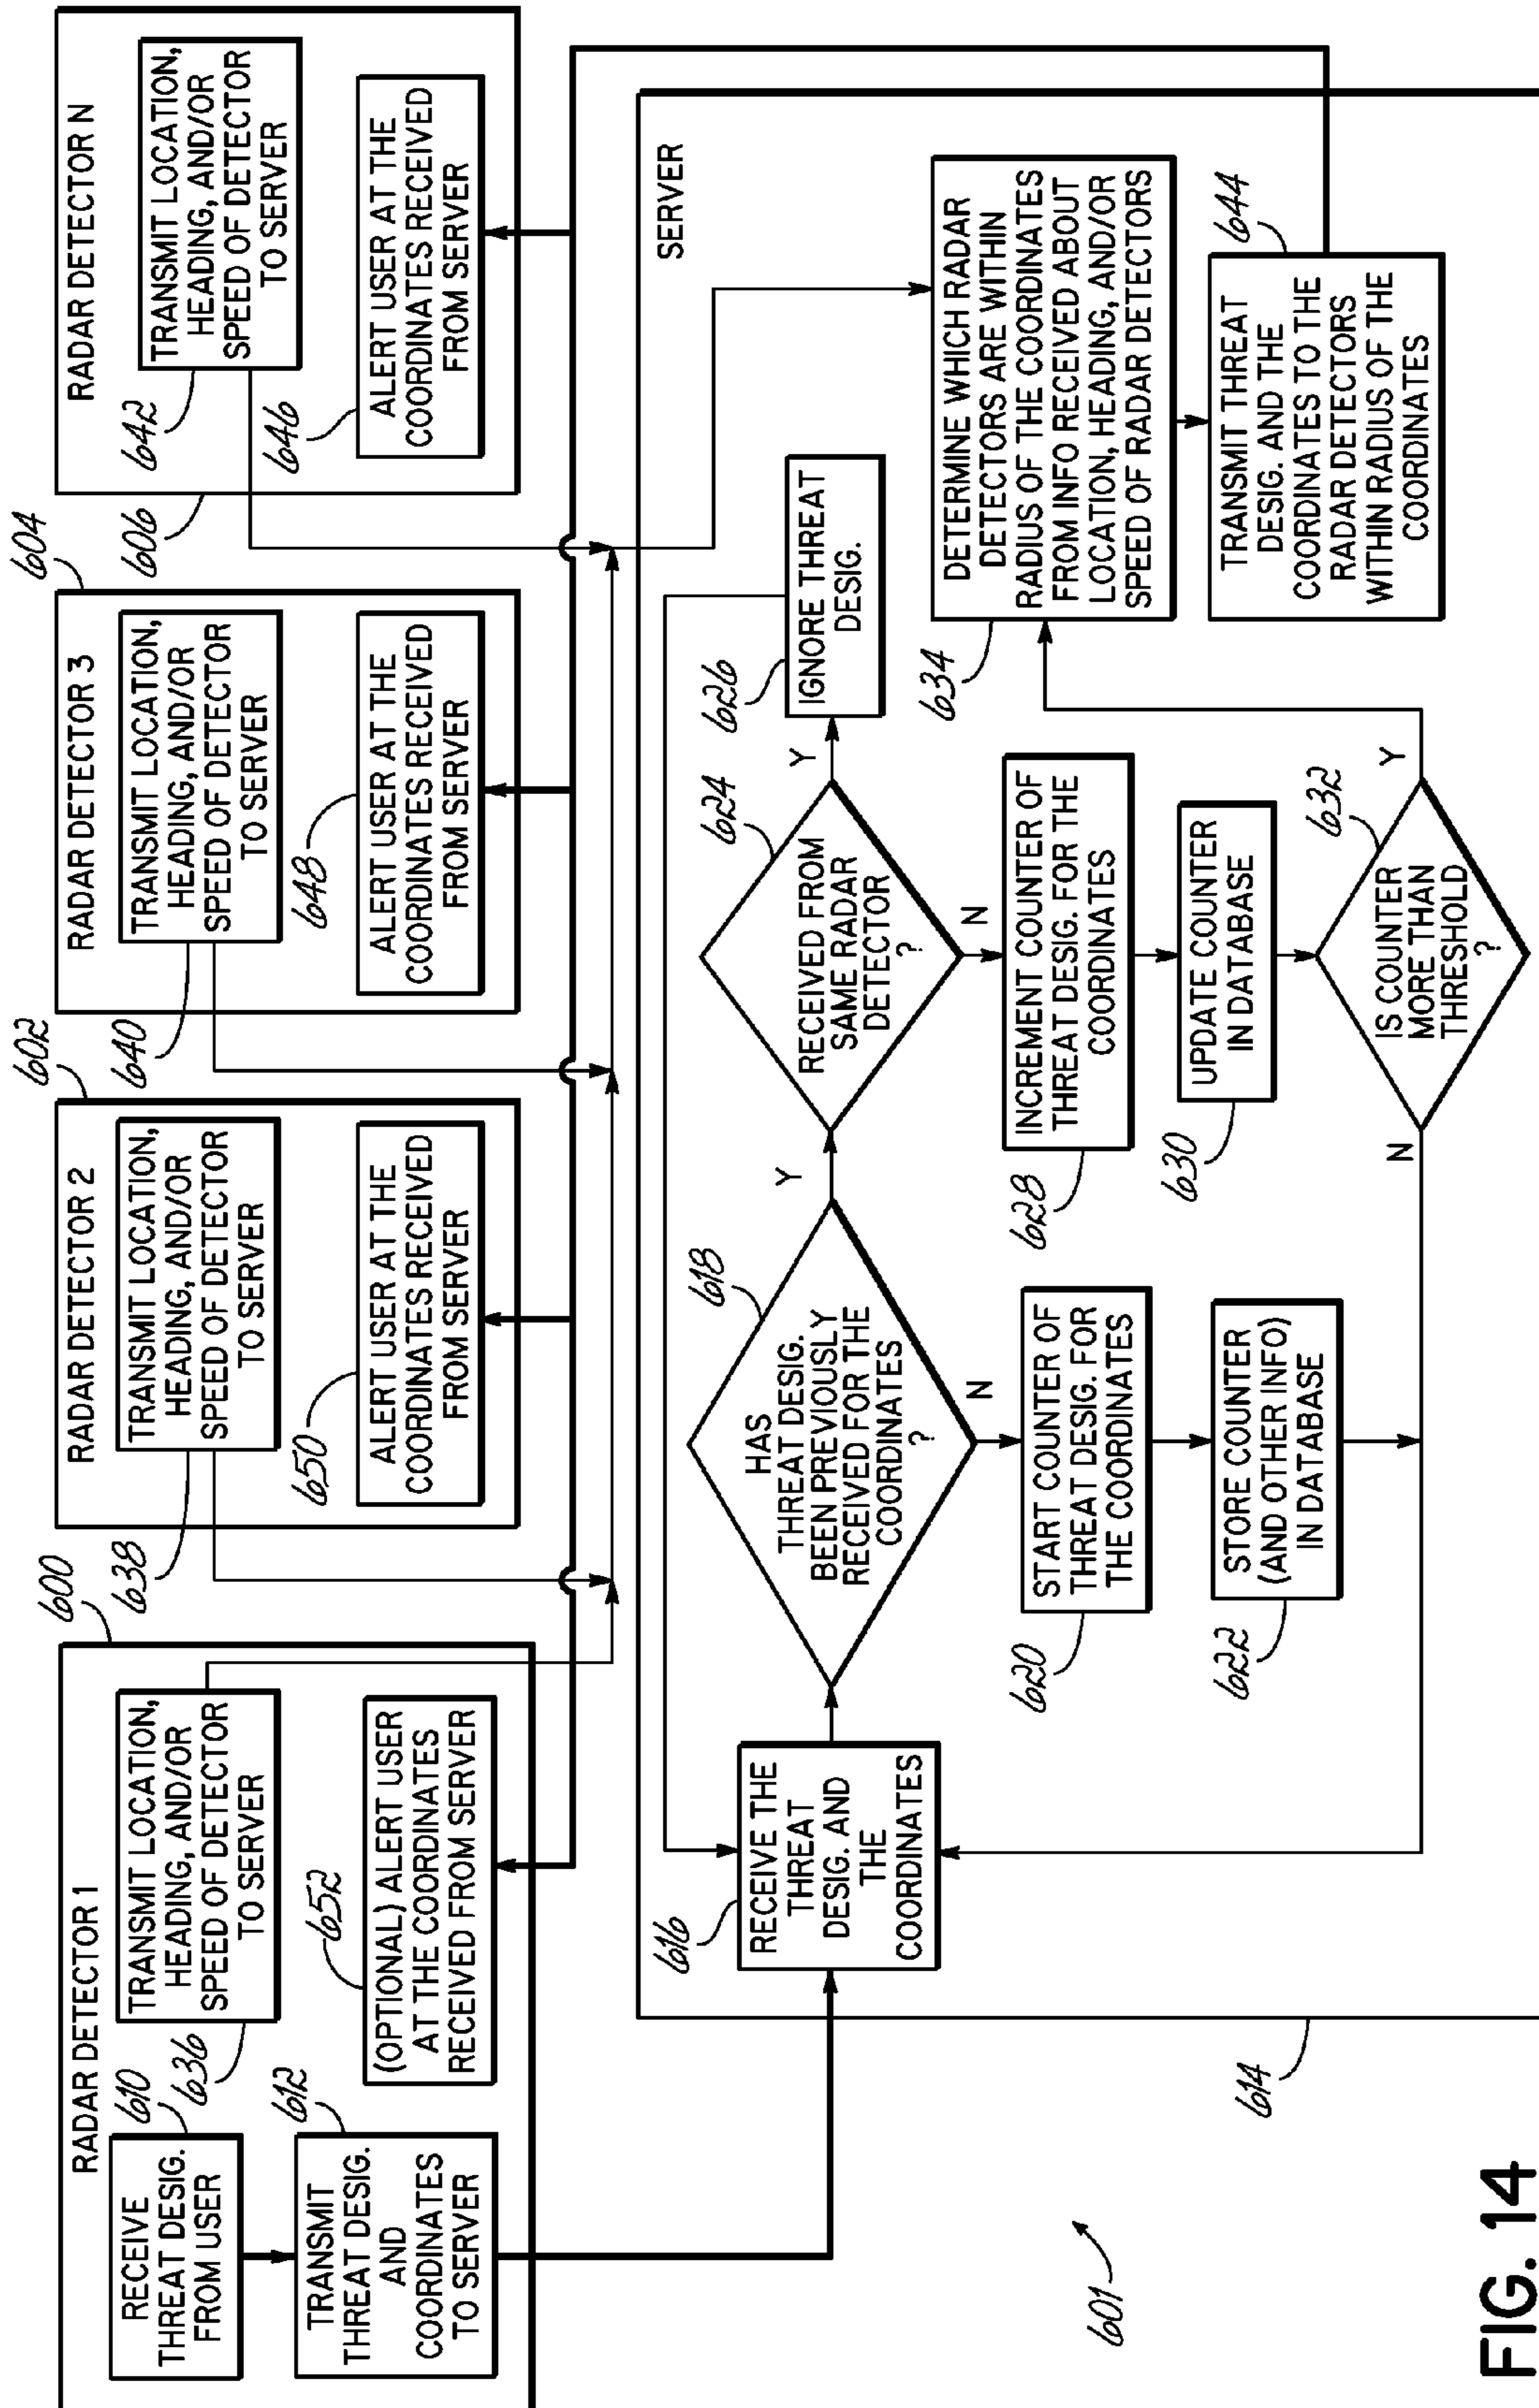 RADAR DETECTOR 1
600
RECEIVE
THREAT DESIG.
FROM USER
610
TRANSMIT
THREAT DESIG.
AND
COORDINATES
TO SERVER
612
TRANSMIT LOCATION,
HEADING, AND/OR
SPEED OF DETECTOR
TO SERVER
636
(OPTIONAL) ALERT USER
AT THE COORDINATES
RECEIVED FROM SERVER
652
RADAR DETECTOR 2
602
TRANSMIT LOCATION,
HEADING, AND/OR
SPEED OF DETECTOR
TO SERVER
638
ALERT USER AT THE
COORDINATES RECEIVED
FROM SERVER
650
RADAR DETECTOR 3
604
TRANSMIT LOCATION,
HEADING, AND/OR
SPEED OF DETECTOR
TO SERVER
640
ALERT USER AT THE
COORDINATES RECEIVED
FROM SERVER
648
RADAR DETECTOR N
606
TRANSMIT LOCATION,
HEADING, AND/OR
SPEED OF DETECTOR
TO SERVER
642
ALERT USER AT THE
COORDINATES RECEIVED
FROM SERVER
646
SERVER
614
RECEIVE THE
THREAT
DESIG. AND
THE
COORDINATES
616
HAS
THREAT DESIG.
BEEN PREVIOUSLY
RECEIVED FOR THE
COORDINATES
?
618
Y
N
START COUNTER OF
THREAT DESIG. FOR
THE COORDINATES
620
STORE COUNTER
(AND OTHER INFO)
IN DATABASE
622
RECEIVED FROM
SAME RADAR
DETECTOR
?
624
Y
N
IGNORE THREAT
DESIG.
626
INCREMENT COUNTER OF
THREAT DESIG. FOR THE
COORDINATES
628
UPDATE COUNTER
IN DATABASE
630
IS COUNTER
MORE THAN
THRESHOLD
?
632
N
Y
DETERMINE WHICH RADAR
DETECTORS ARE WITHIN
RADIUS OF THE COORDINATES
FROM INFO RECEIVED ABOUT
LOCATION, HEADING, AND/OR
SPEED OF RADAR DETECTORS
634
TRANSMIT THREAT
DESIG. AND THE
COORDINATES TO THE
RADAR DETECTORS
WITHIN RADIUS OF THE
COORDINATES
644
601
FIG. 14